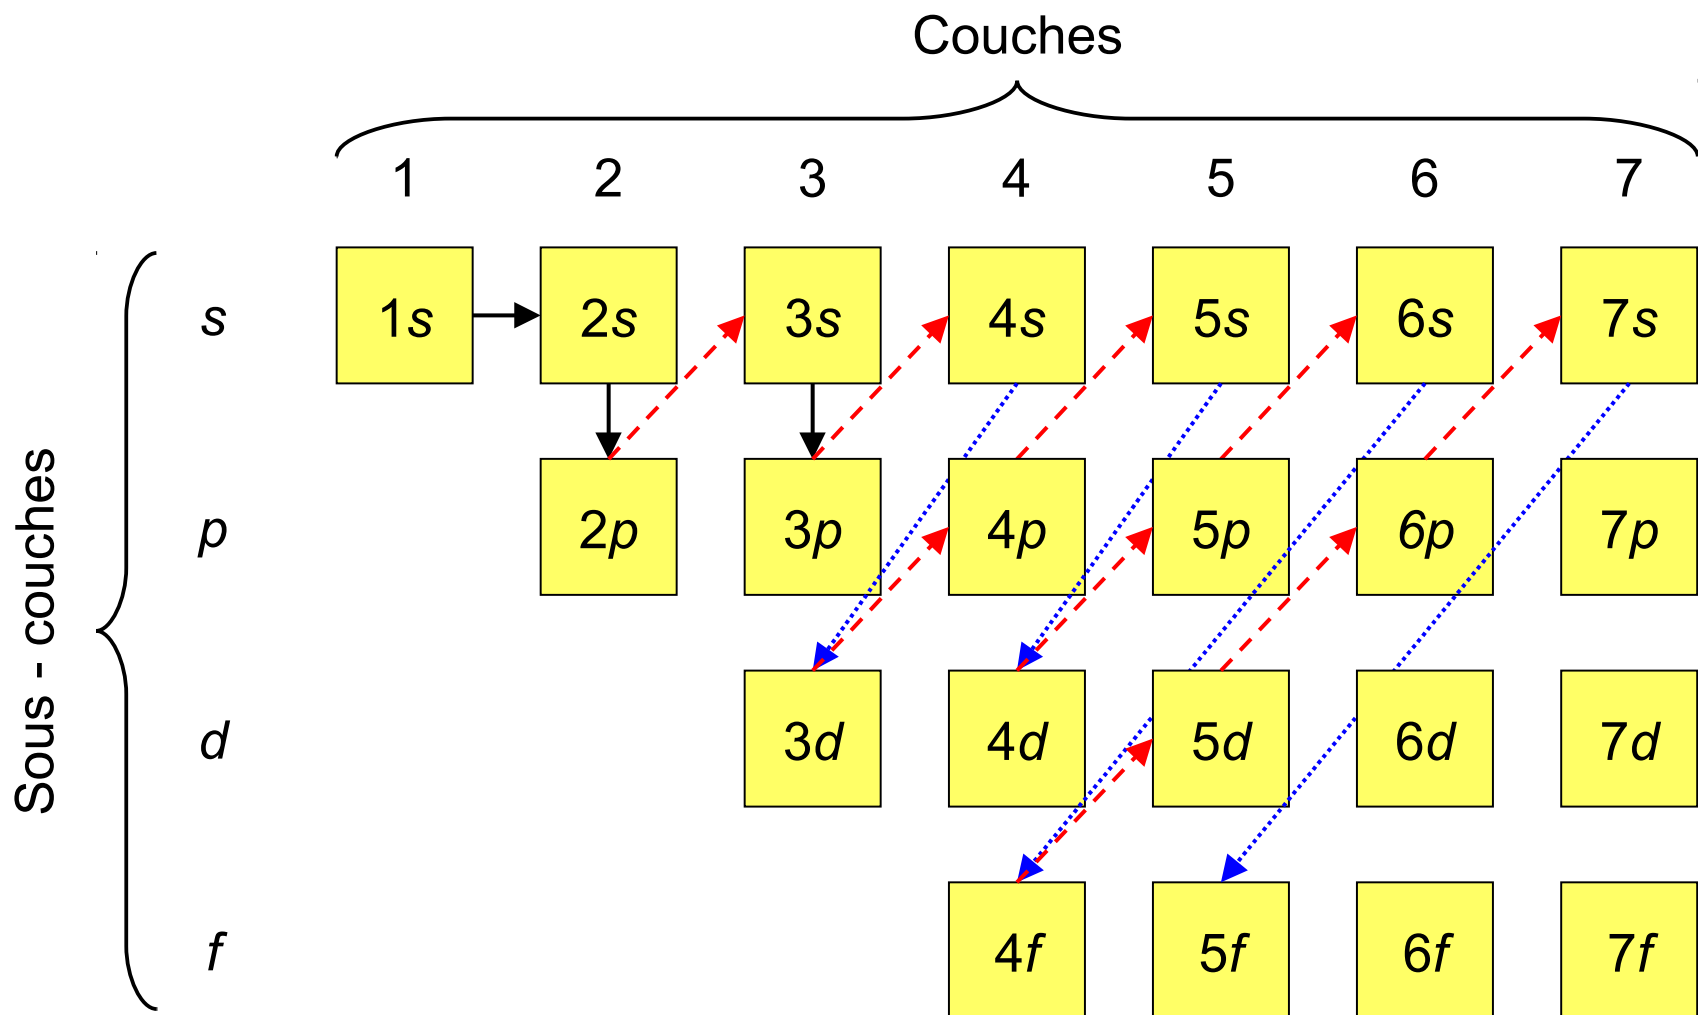 Couches
1 2 3 4 5 6 7
Sous - couches
s 1s 2s 3s 4s 5s 6s 7s
p 2p 3p 4p 5p 6p 7p
d 3d 4d 5d 6d 7d
f 4f 5f 6f 7f